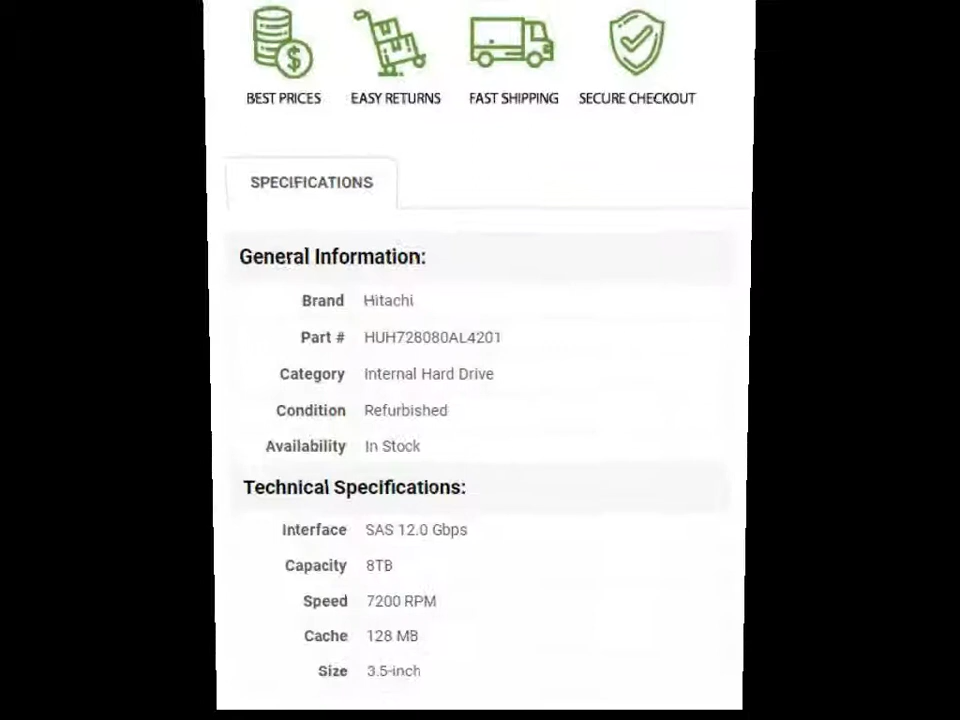 BEST PRICES EASY RETURNS FAST SHIPPING SECURE CHECKOUT
SPECIFICATIONS
General Information:
Brand Hitachi
Part # HUH728080AL4201
Category Internal Hard Drive
Condition Refurbished
Availability In Stock
Technical Specifications:
Interface SAS 12.0 Gbps
Capacity 8TB
Speed 7200 RPM
Cache 128 MB
Size 3.5-inch